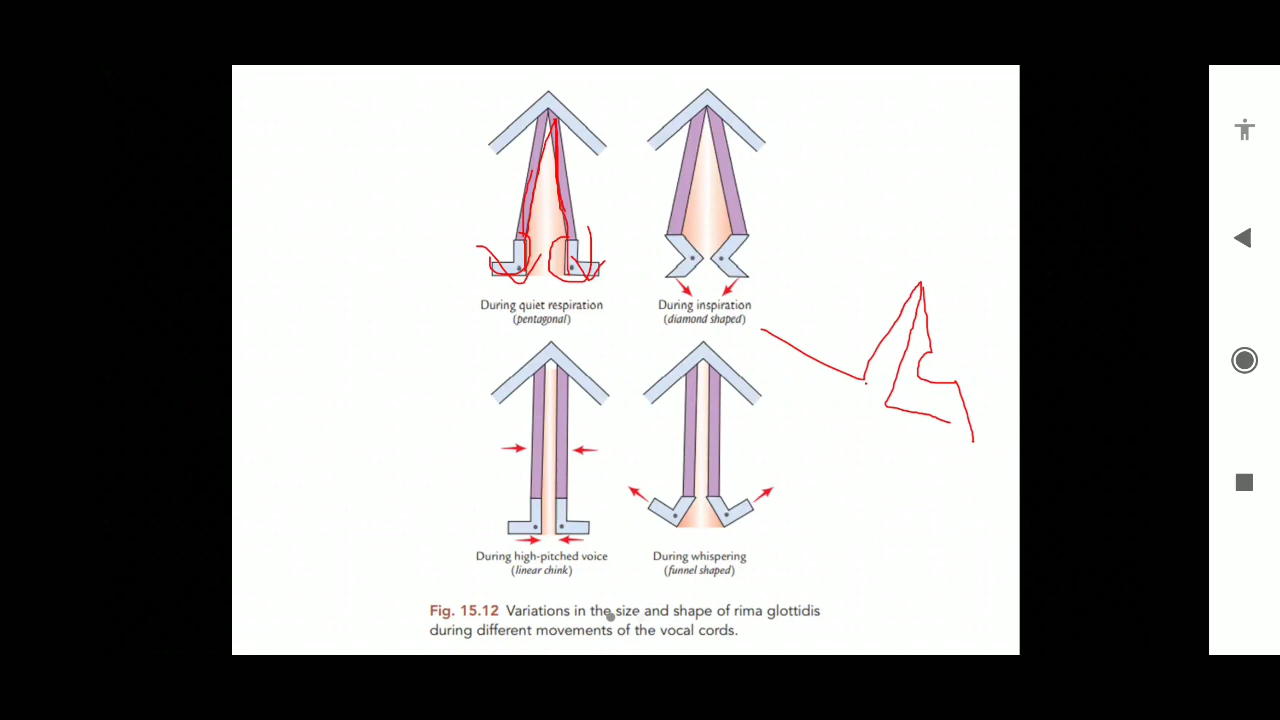 During quiet respiration
(pentagonal)
During inspiration
(diamond shaped)
During high-pitched voice
(linear chink)
During whispering
(funnel shaped)
Fig. 15.12 Variations in the size and shape of rima glottidis
during different movements of the vocal cords.